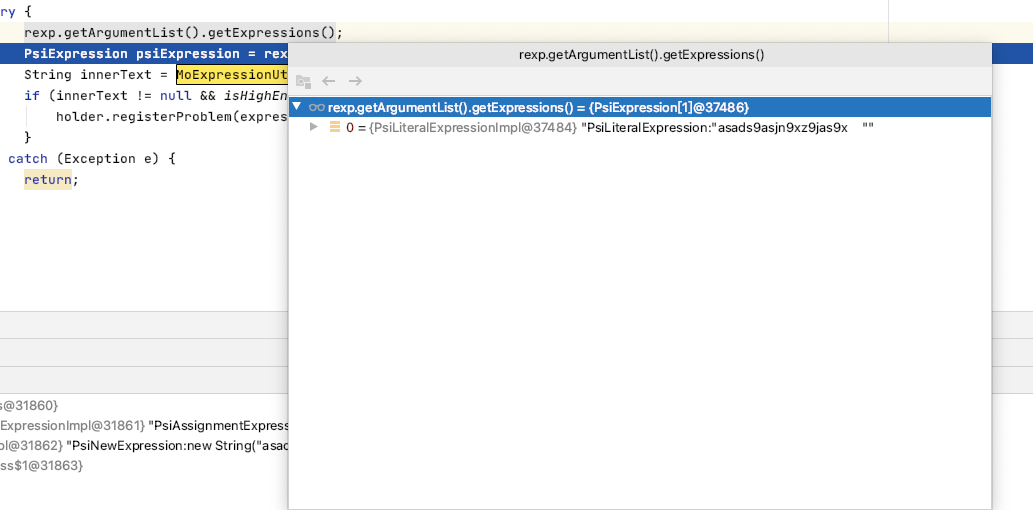 ry {
rexp.getArgumentList().getExpressions();
PsiExpression psiExpression = rex
String innerText = MoExpressionUt
if (innerText != null && isHighEn
holder.registerProblem(expres
}
catch (Exception e) {
return;
rexp.getArgumentList().getExpressions()
rexp.getArgumentList().getExpressions() = {PsiExpression[1]@37486}
0 = {PsiLiteralExpressionImpl@37484} "PsiLiteralExpression:"asads9asjn9xz9jas9x ""
s@31860}
ExpressionImpl@31861} "PsiAssignmentExpress
pl@31862} "PsiNewExpression:new String("asad
ss$1@31863}